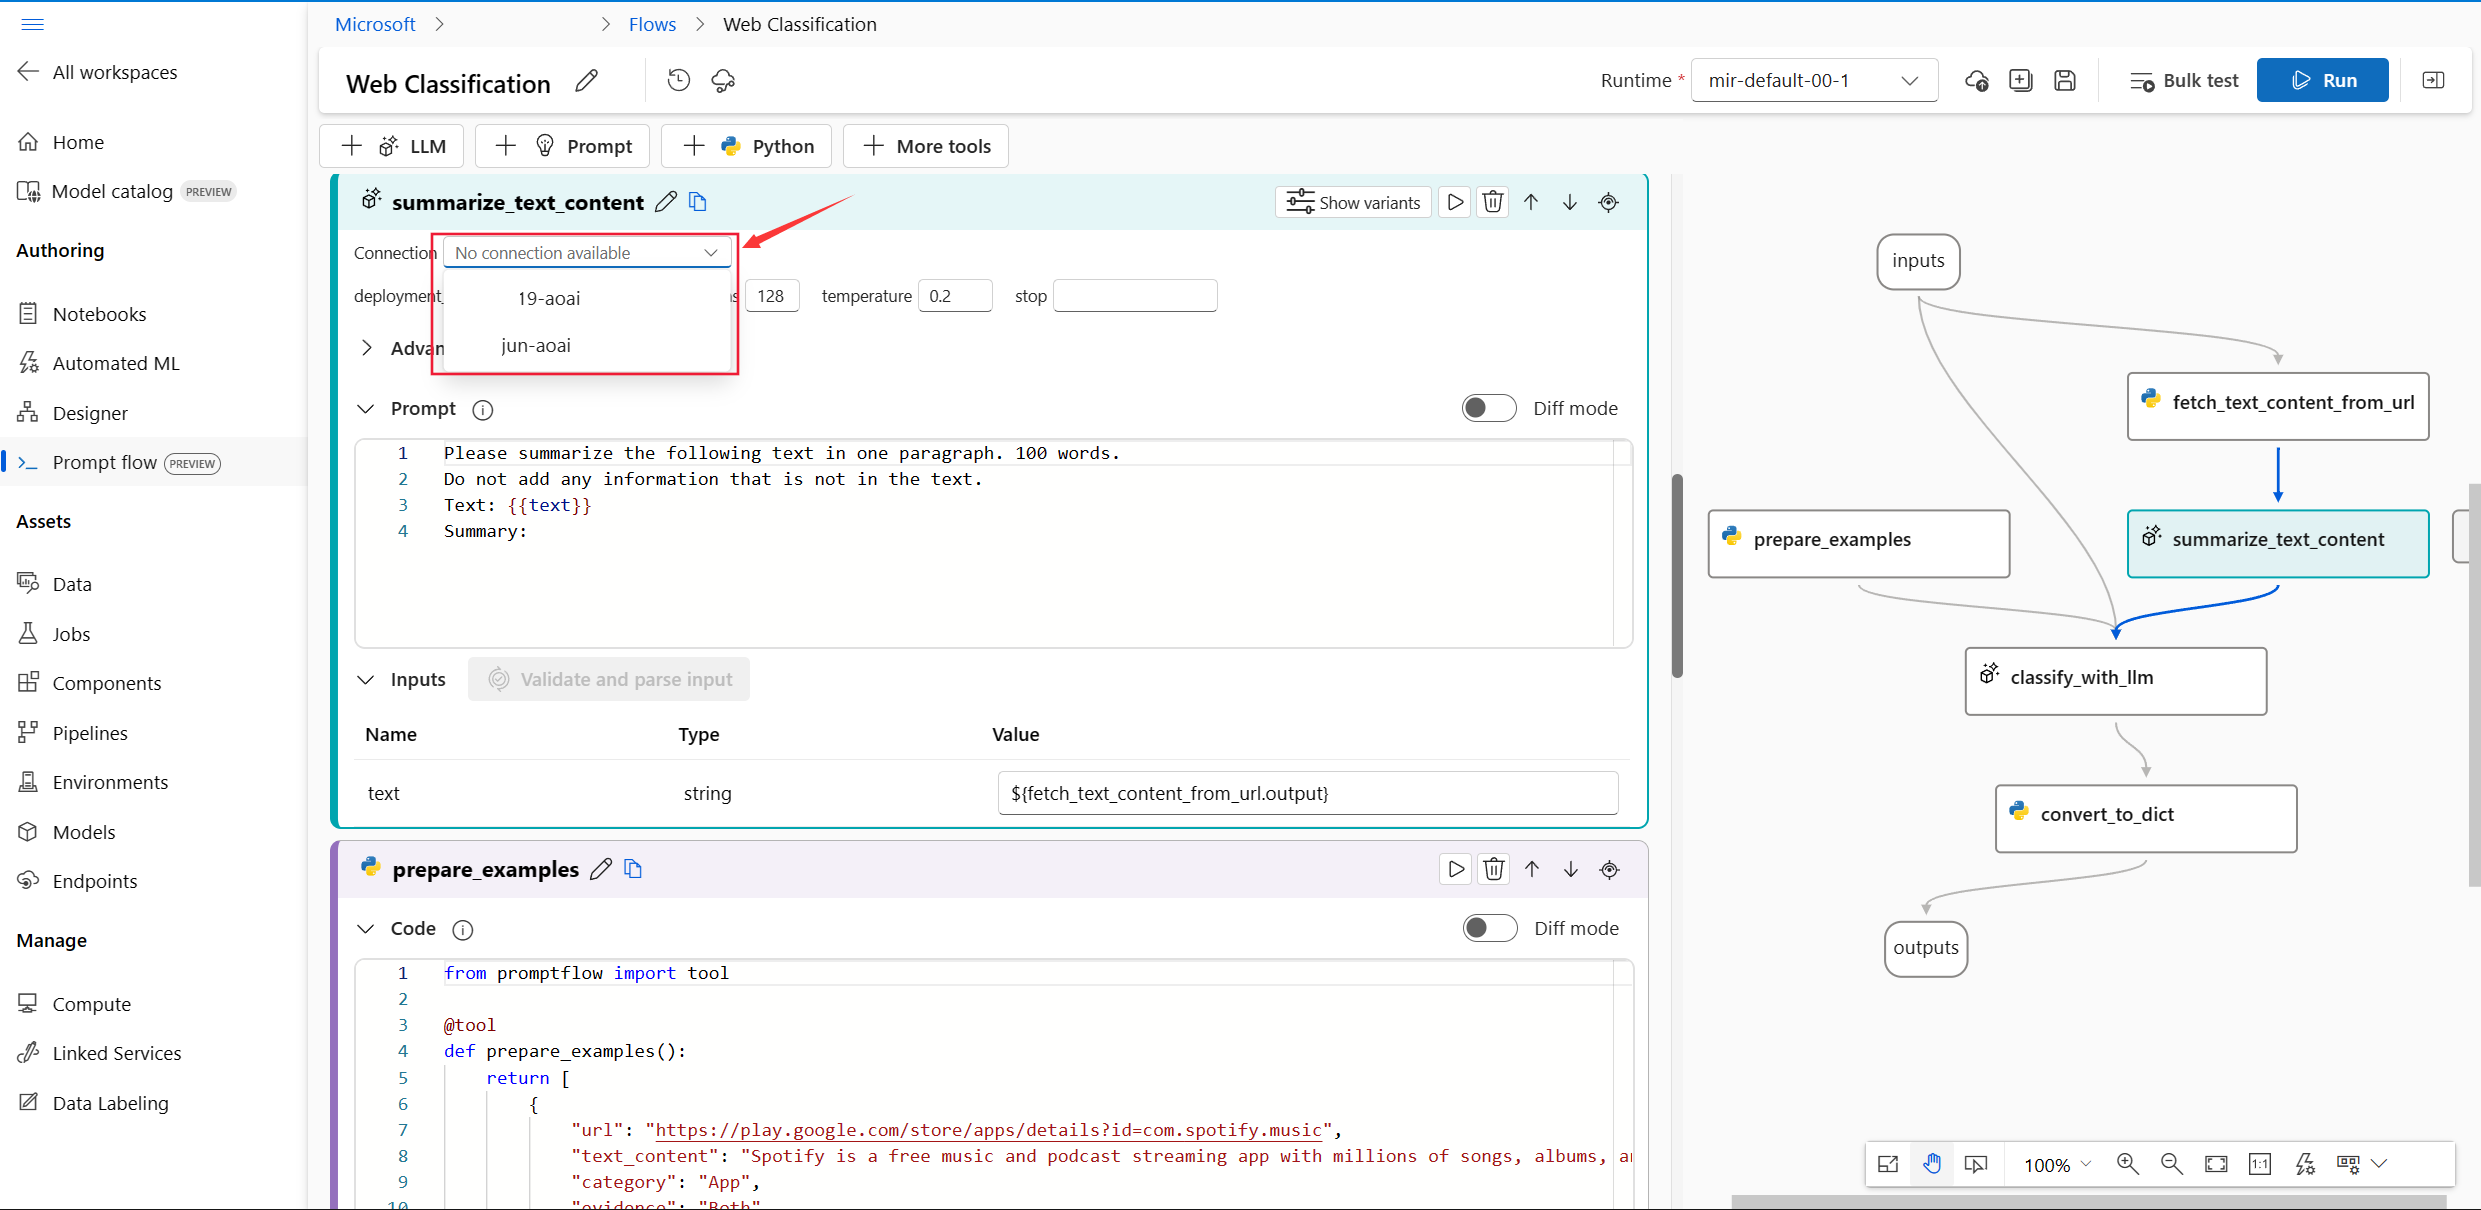 Microsoft > > Flows > Web Classification
All workspaces
Home
Model catalog PREVIEW
Authoring
Notebooks
Automated ML
Designer
Prompt flow PREVIEW
Assets
Data
Jobs
Components
Pipelines
Environments
Models
Endpoints
Manage
Compute
Linked Services
Data Labeling
Web Classification
Runtime * mir-default-00-1
Bulk test
Run
LLM
Prompt
Python
More tools
summarize_text_content
Show variants
Connection No connection available
19-aoai
jun-aoai
deployment_
128 temperature 0.2 stop
Advan
Prompt
Diff mode
1 Please summarize the following text in one paragraph. 100 words.
2 Do not add any information that is not in the text.
3 Text: {{text}}
4 Summary:
Inputs Validate and parse input
Name Type Value
text string ${fetch_text_content_from_url.output}
prepare_examples
Code
Diff mode
1 from promptflow import tool
2
3 @tool
4 def prepare_examples():
5 return [
6 {
7 "url": "https://play.google.com/store/apps/details?id=com.spotify.music",
8 "text_content": "Spotify is a free music and podcast streaming app with millions of songs, albums,
9 "category": "App",
10 "evidence": "Both"
inputs
fetch_text_content_from_url
prepare_examples
summarize_text_content
classify_with_llm
convert_to_dict
outputs
100%
1:1